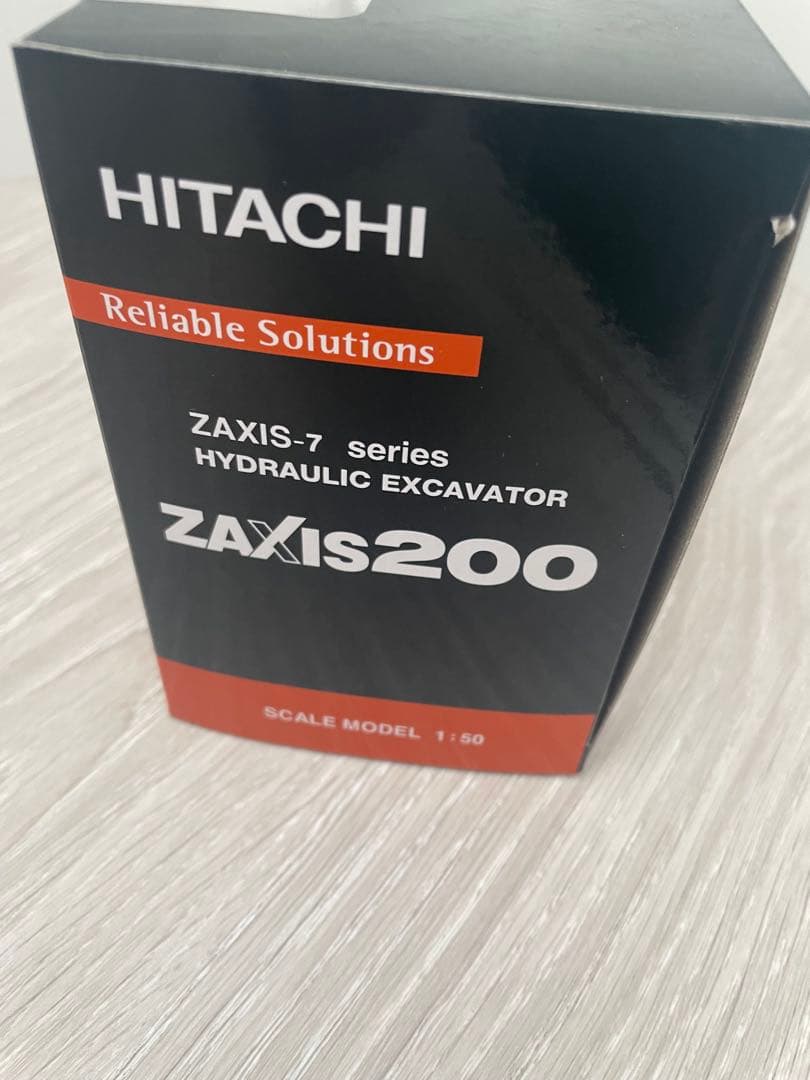 HITACHI
Reliable Solutions
ZAXIS-7 series
HYDRAULIC EXCAVATOR
ZAXIS200
SCALE MODEL 1:50